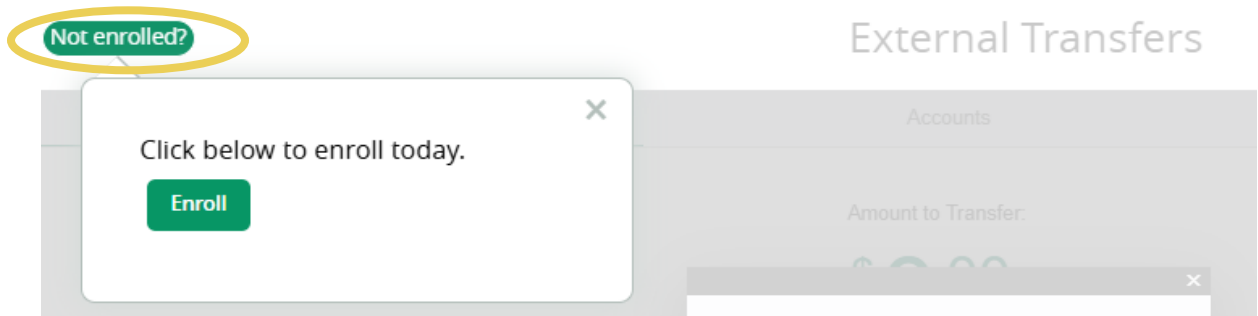 Not enrolled?
External Transfers
×
Accounts
Click below to enroll today.
Enroll
Amount to Transfer:
×